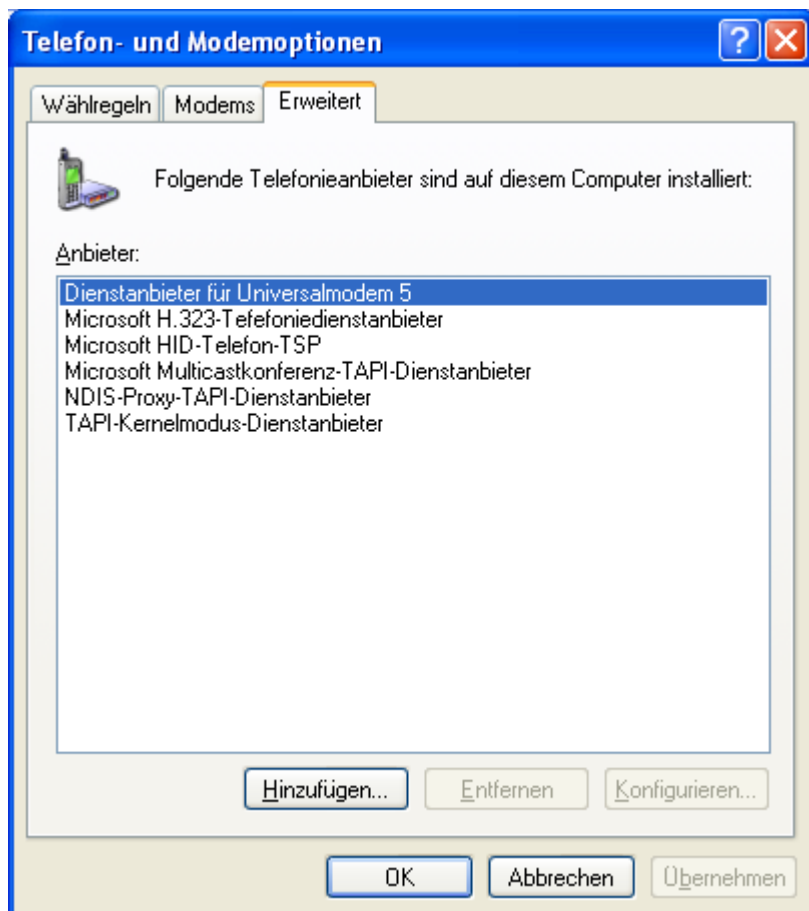 Telefon- und Modemoptionen
Wählregeln Modems Erweitert
Folgende Telefonieanbieter sind auf diesem Computer installiert:
Anbieter:
Dienstanbieter für Universalmodem 5
Microsoft H.323-Tefefoniedienstanbieter
Microsoft HID-Telefon-TSP
Microsoft Multicastkonferenz-TAPI-Dienstanbieter
NDIS-Proxy-TAPI-Dienstanbieter
TAPI-Kernelmodus-Dienstanbieter
Hinzufügen... Entfernen Konfigurieren...
OK Abbrechen Übernehmen